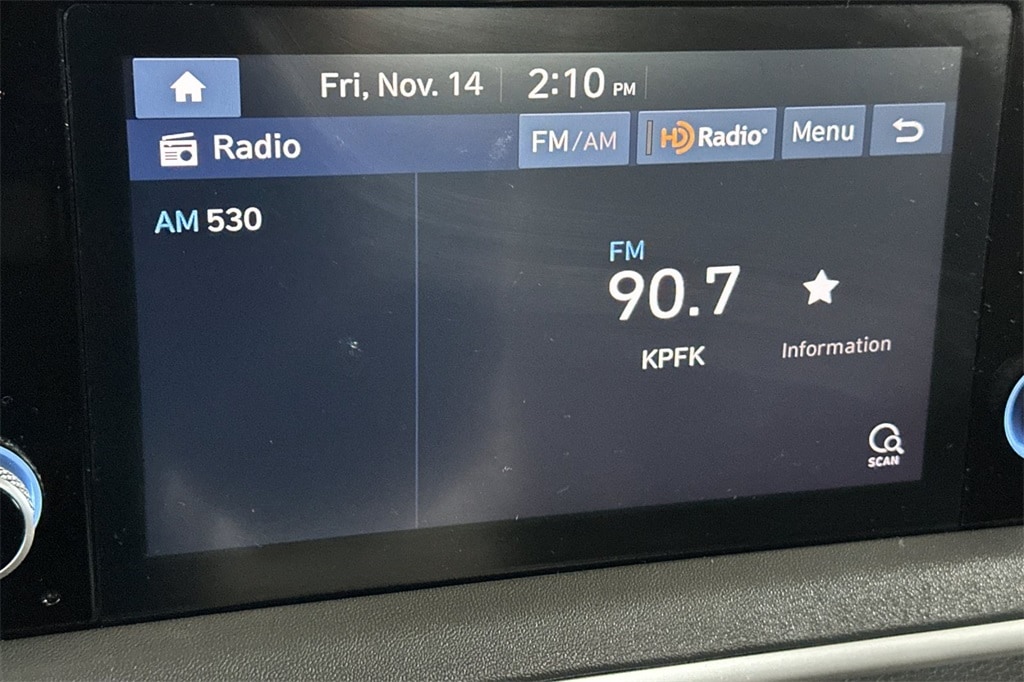 Fri, Nov. 14 2:10 PM
Radio FM/AM HD Radio Menu
AM 530
FM
90.7
KPFK
Information
SCAN